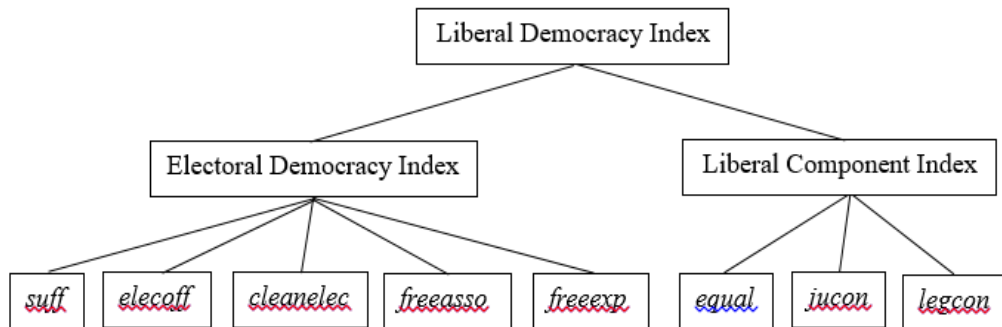 Liberal Democracy Index
Electoral Democracy Index
Liberal Component Index
suff
elecoff
cleanelec
freeasso
freeexp
equal
jucon
legcon